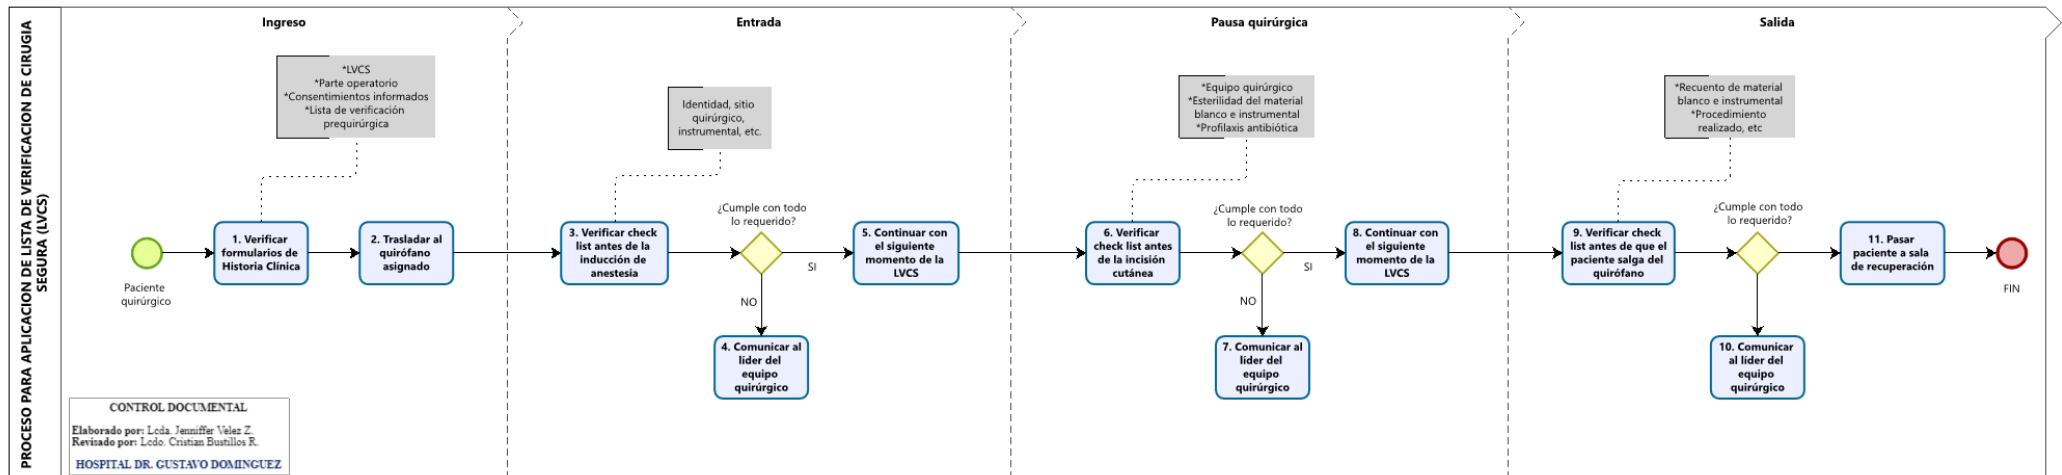 PROCESO PARA APLICACION DE LISTA DE VERIFICACION DE CIRUGIA
SEGURA (LVCS)
Ingreso
*LVCS
*Parte operatorio
*Consentimientos informados
*Lista de verificación
prequirúrgica
Paciente
quirúrgico
1. Verificar
formularios de
Historia Clínica
2. Trasladar al
quirófano
asignado
CONTROL DOCUMENTAL
Elaborado por: Lcda. Jenniffer Velez Z.
Revisado por: Lcdo. Cristian Bustillos R.
HOSPITAL DR. GUSTAVO DOMINGUEZ
Entrada
Identidad, sitio
quirúrgico,
instrumental, etc.
3. Verificar check
list antes de la
inducción de
anestesia
¿Cumple con todo
lo requerido?
SI
NO
4. Comunicar al
líder del
equipo
quirúrgico
5. Continuar con
el siguiente
momento de la
LVCS
Pausa quirúrgica
*Equipo quirúrgico
*Esterilidad del material
blanco e instrumental
*Profilaxis antibiótica
6. Verificar
check list antes
de la incisión
cutánea
¿Cumple con todo
lo requerido?
SI
NO
7. Comunicar al
líder del
equipo
quirúrgico
8. Continuar con
el siguiente
momento de la
LVCS
Salida
*Recuento de material
blanco e instrumental
*Procedimiento
realizado, etc
9. Verificar check
list antes de que el
paciente salga del
quirófano
¿Cumple con todo
lo requerido?
10. Comunicar
al líder del
equipo
quirúrgico
11. Pasar
paciente a sala
de recuperación
FIN